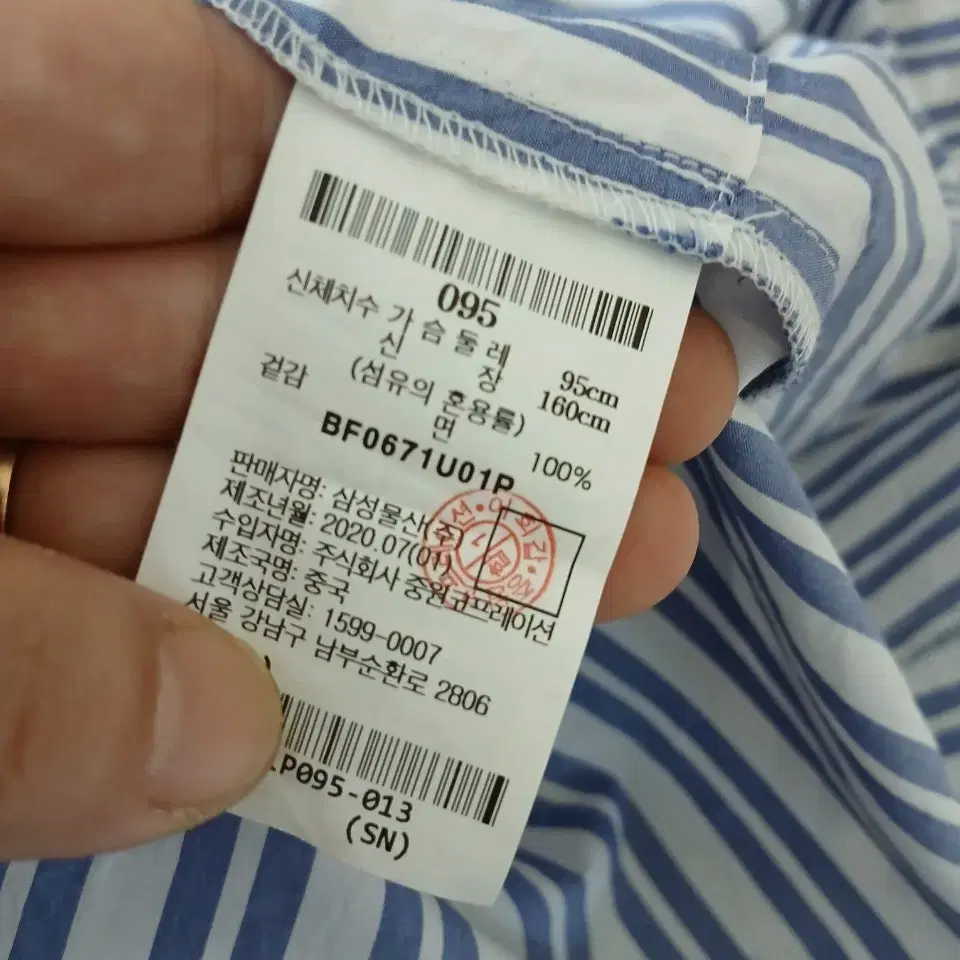 095
신체치수 가슴둘레 95cm
신장 160cm
(섬유의 혼용률)
겉감 면 100%
BF0671U01P
판매자명: 삼성물산(주)
제조년월: 2020.07(01)
수입자명: 주식회사 중원코프레이션
제조국명: 중국
고객상담실: 1599-0007
서울 강남구 남부순환로 2806
1P095-013
(SN)